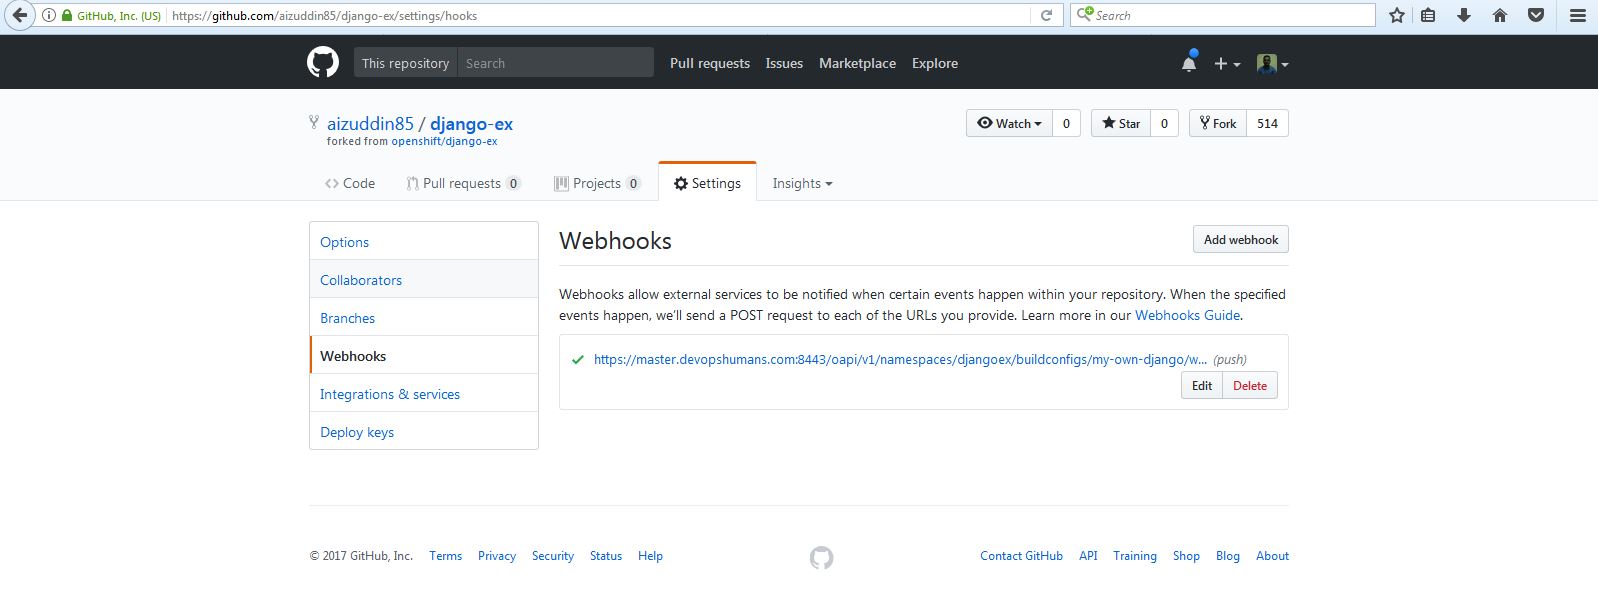 GitHub, Inc. (US) https://github.com/aizuddin85/django-ex/settings/hooks Search
This repository Search Pull requests Issues Marketplace Explore
aizuddin85 / django-ex Watch 0 Star 0 Fork 514
forked from openshift/django-ex
Code Pull requests 0 Projects 0 Settings Insights
Options
Collaborators
Branches
Webhooks
Integrations & services
Deploy keys
Webhooks Add webhook
Webhooks allow external services to be notified when certain events happen within your repository. When the specified
events happen, we'll send a POST request to each of the URLs you provide. Learn more in our Webhooks Guide.
https://master.devopshumans.com:8443/oapi/v1/namespaces/djangoex/buildconfigs/my-own-django/w... (push)
Edit Delete
© 2017 GitHub, Inc. Terms Privacy Security Status Help Contact GitHub API Training Shop Blog About